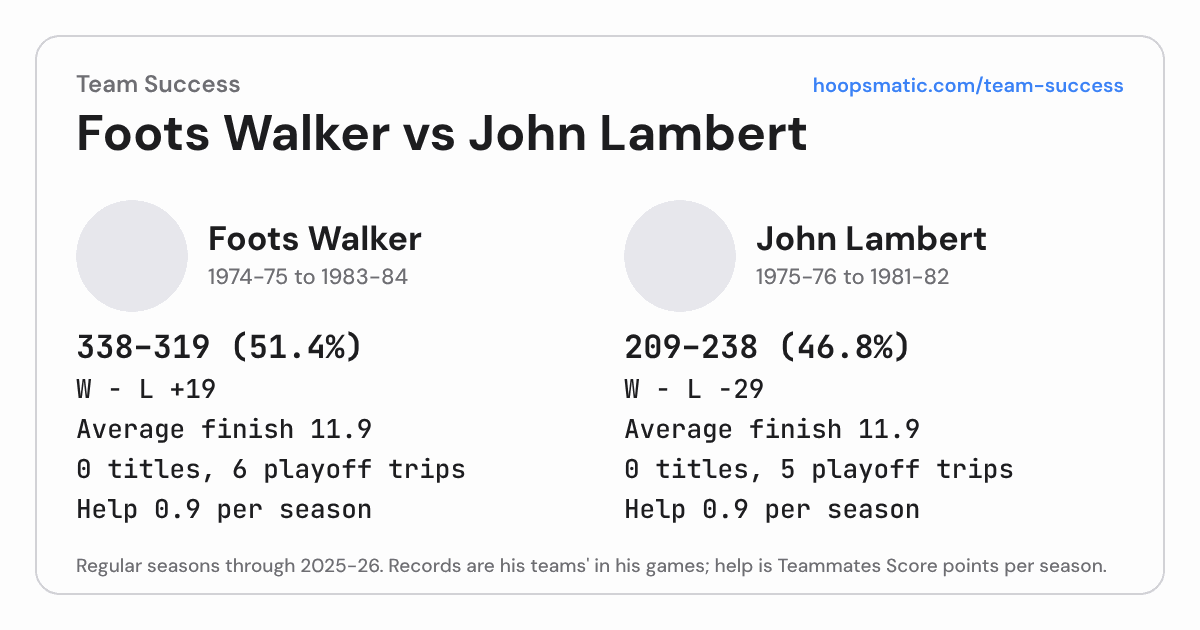 Team Success
hoopsmatic.com/team-success
Foots Walker vs John Lambert
Foots Walker
1974-75 to 1983-84
338-319 (51.4%)
W - L +19
Average finish 11.9
0 titles, 6 playoff trips
Help 0.9 per season
John Lambert
1975-76 to 1981-82
209-238 (46.8%)
W - L -29
Average finish 11.9
0 titles, 5 playoff trips
Help 0.9 per season
Regular seasons through 2025-26. Records are his teams' in his games; help is Teammates Score points per season.